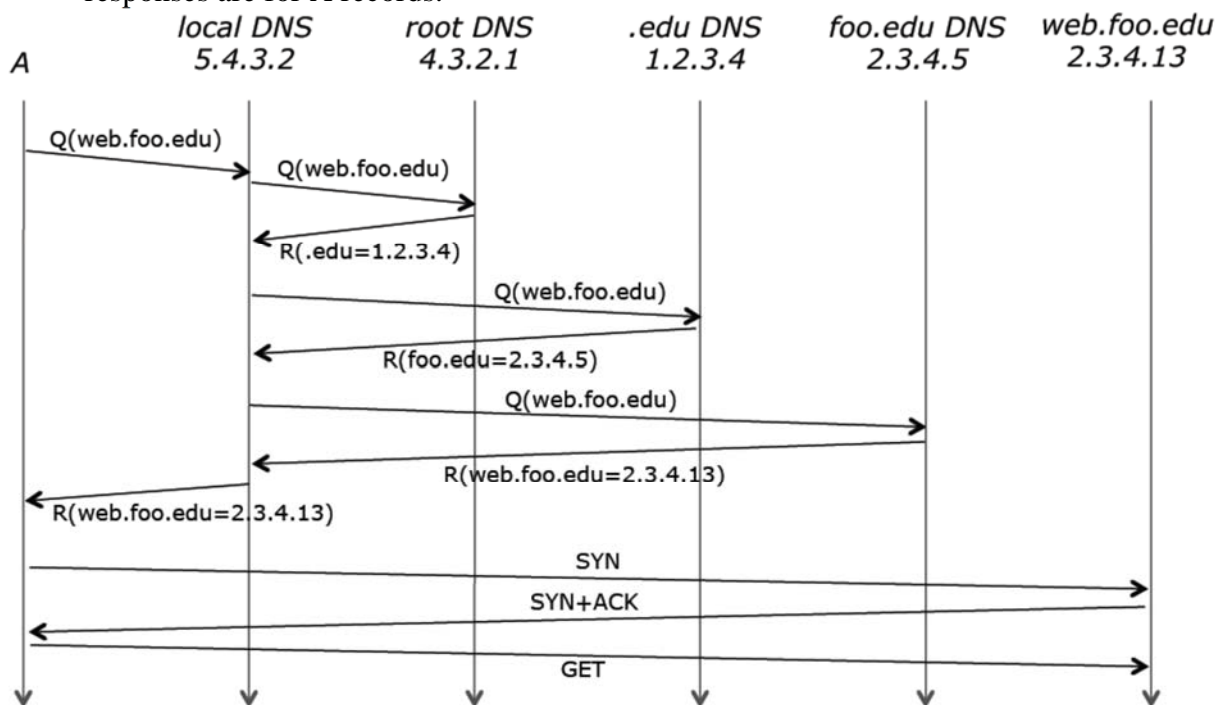 responses are for A records.
local DNS root DNS .edu DNS foo.edu DNS web.foo.edu
A 5.4.3.2 4.3.2.1 1.2.3.4 2.3.4.5 2.3.4.13
Q(web.foo.edu)
Q(web.foo.edu)
R(.edu=1.2.3.4)
Q(web.foo.edu)
R(foo.edu=2.3.4.5)
Q(web.foo.edu)
R(web.foo.edu=2.3.4.13)
R(web.foo.edu=2.3.4.13)
SYN
SYN+ACK
GET